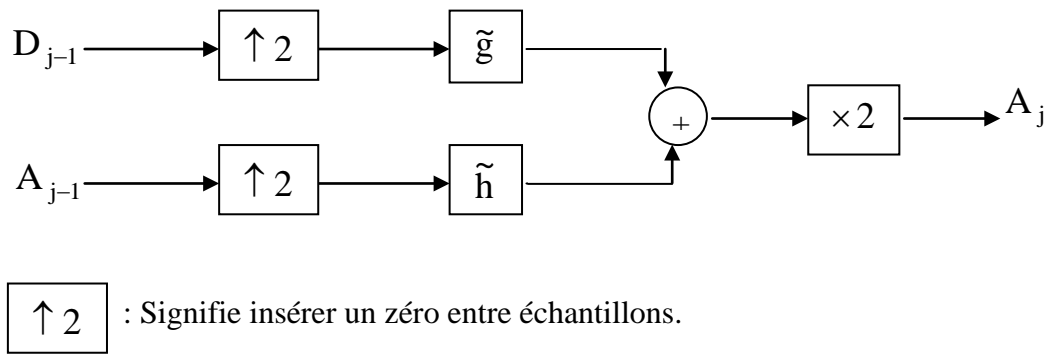 D j–1 ↑ 2 g̃
+ × 2 A j
A j–1 ↑ 2 h̃
↑ 2 : Signifie insérer un zéro entre échantillons.